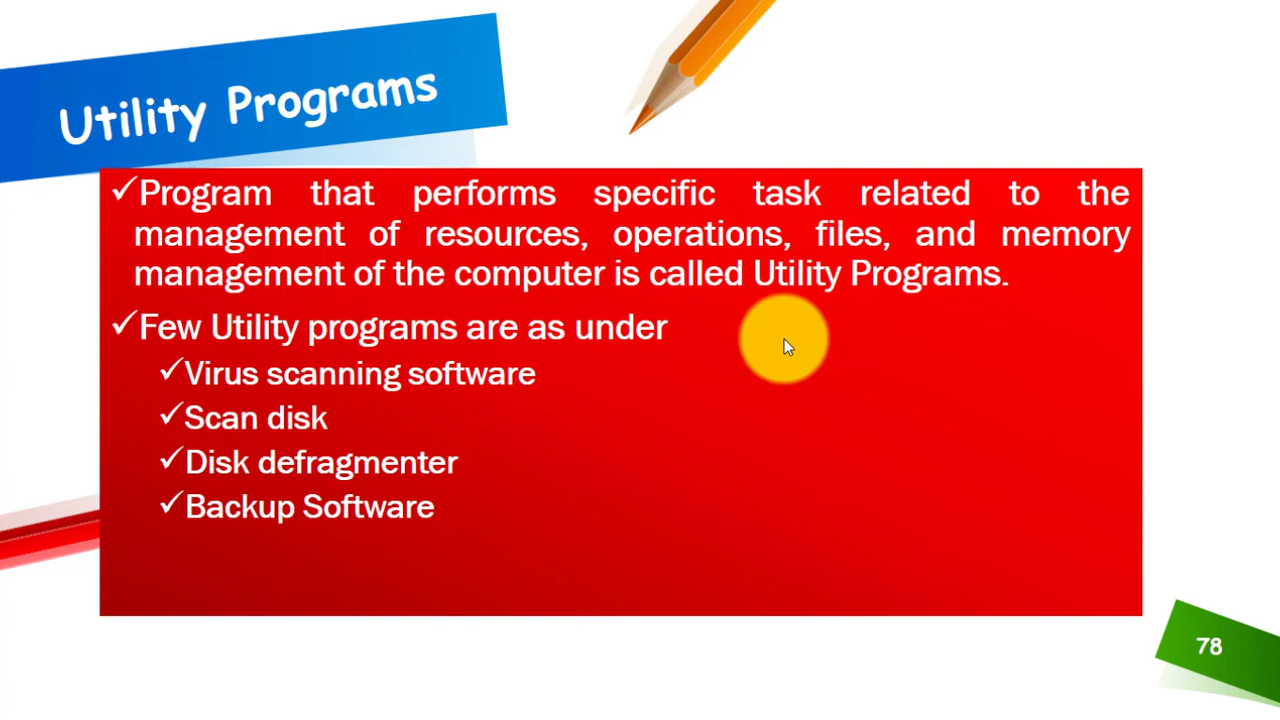 Utility Programs
✓Program that performs specific task related to the
management of resources, operations, files, and memory
management of the computer is called Utility Programs.
✓Few Utility programs are as under
✓Virus scanning software
✓Scan disk
✓Disk defragmenter
✓Backup Software
78